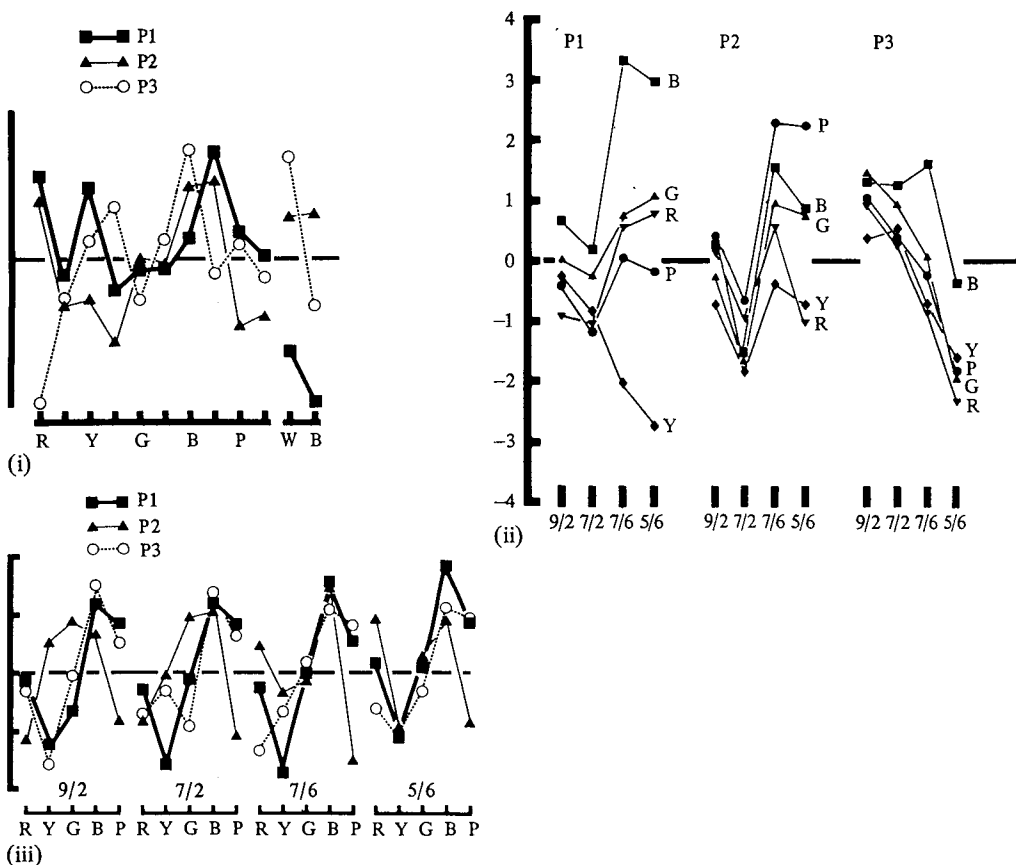 P1
P2
P3
R Y G B P W B
(i)
4
3
2
1
0
−1
−2
−3
−4
P1 P2 P3
B
G
R
P
Y
P
B
G
Y
R
B
Y
P
G
R
9/2 7/2 7/6 5/6 9/2 7/2 7/6 5/6 9/2 7/2 7/6 5/6
(ii)
P1
P2
P3
9/2 7/2 7/6 5/6
R Y G B P R Y G B P R Y G B P R Y G B P
(iii)